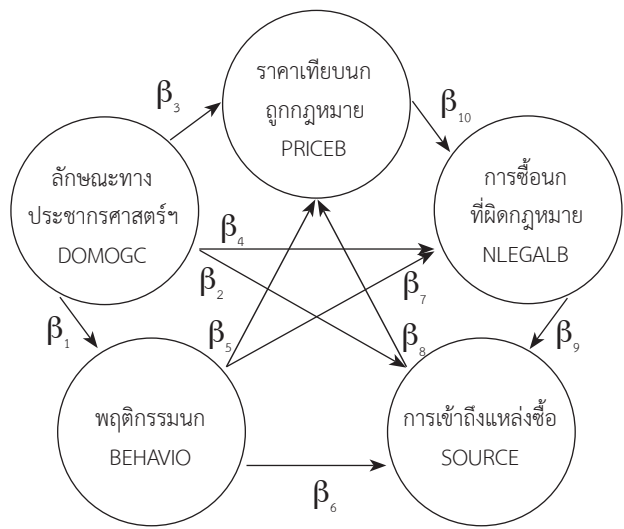 ราคาเทียบนก
ถูกกฎหมาย
PRICEB
β₃
β₁₀
ลักษณะทาง
ประชากรศาสตร์ฯ
DOMOGC
การซื้อนก
ที่ผิดกฎหมาย
NLEGALB
β₄
β₂
β₇
β₁
β₅
β₈
β₉
พฤติกรรมนก
BEHAVIO
การเข้าถึงแหล่งซื้อ
SOURCE
β₆